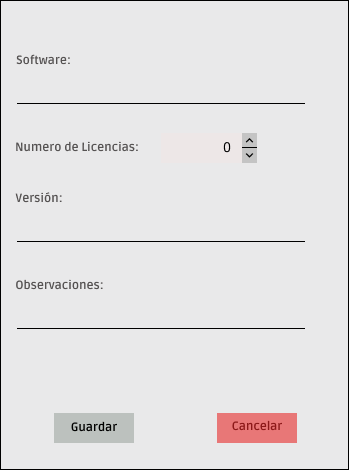 Software:
Numero de Licencias: 0
Versión:
Observaciones:
Guardar Cancelar